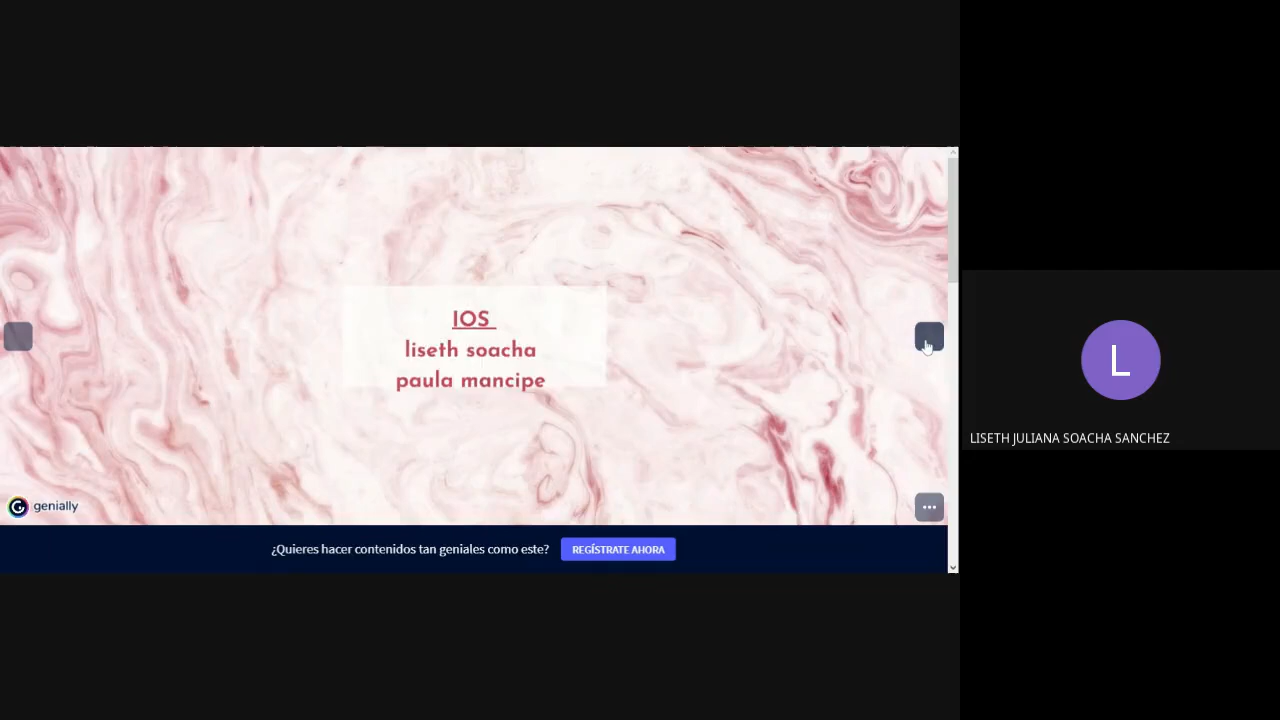 IOS
liseth soacha
paula mancipe
genially
¿Quieres hacer contenidos tan geniales como este? REGÍSTRATE AHORA
L
LISETH JULIANA SOACHA SANCHEZ